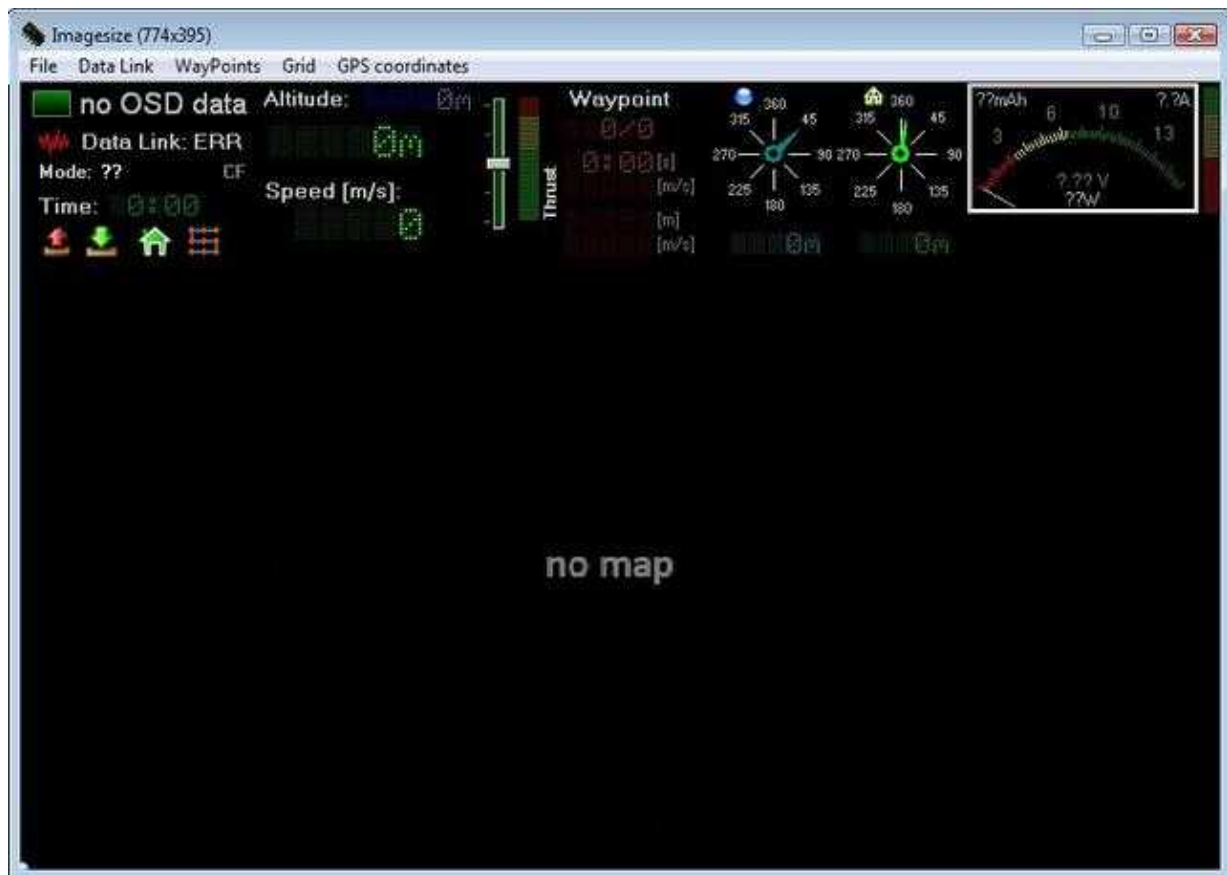 Imagesize (774x395)
File Data Link WayPoints Grid GPS coordinates
no OSD data
Data Link: ERR
Mode: ?? CF
Time: 0:00
Altitude: 0m
0m
Speed [m/s]:
0
Thrust
Waypoint
0/0
0:00 [s]
[m/s]
[m]
[m/s]
360
315 45
270 90
225 135
180
0m
360
315 45
270 90
225 135
180
0m
??mAh ?.?A
3 6 10 13
?.?? V
??W
no map